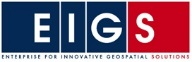 EIGS
ENTERPRISE FOR INNOVATIVE GEOSPATIAL SOLUTIONS